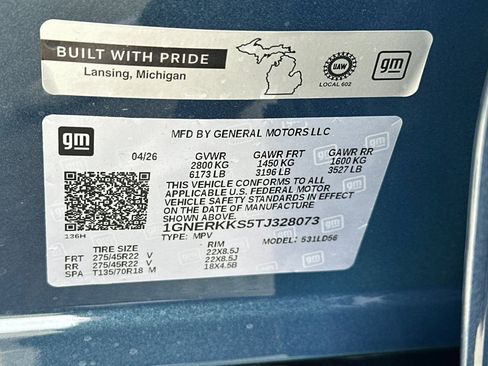 BUILT WITH PRIDE
Lansing, Michigan
UAW
LOCAL 602
gm
gm
MFD BY GENERAL MOTORS LLC
04/26 GVWR GAWR FRT GAWR RR
2800 KG 1450 KG 1600 KG
6173 LB 3196 LB 3527 LB
THIS VEHICLE CONFORMS TO ALL
APPLICABLE U.S. FEDERAL MOTOR
VEHICLE SAFETY STANDARDS IN EFFECT
ON THE DATE OF MANUFACTURE
SHOWN ABOVE.
136H 1GNERKKS5TJ328073
TYPE: MPV MODEL: 531LD56
TIRE SIZE RIM
FRT 275/45R22 V 22X8.5J
RR 275/45R22 V 22X8.5J
SPA T135/70R18 M 18X4.5B